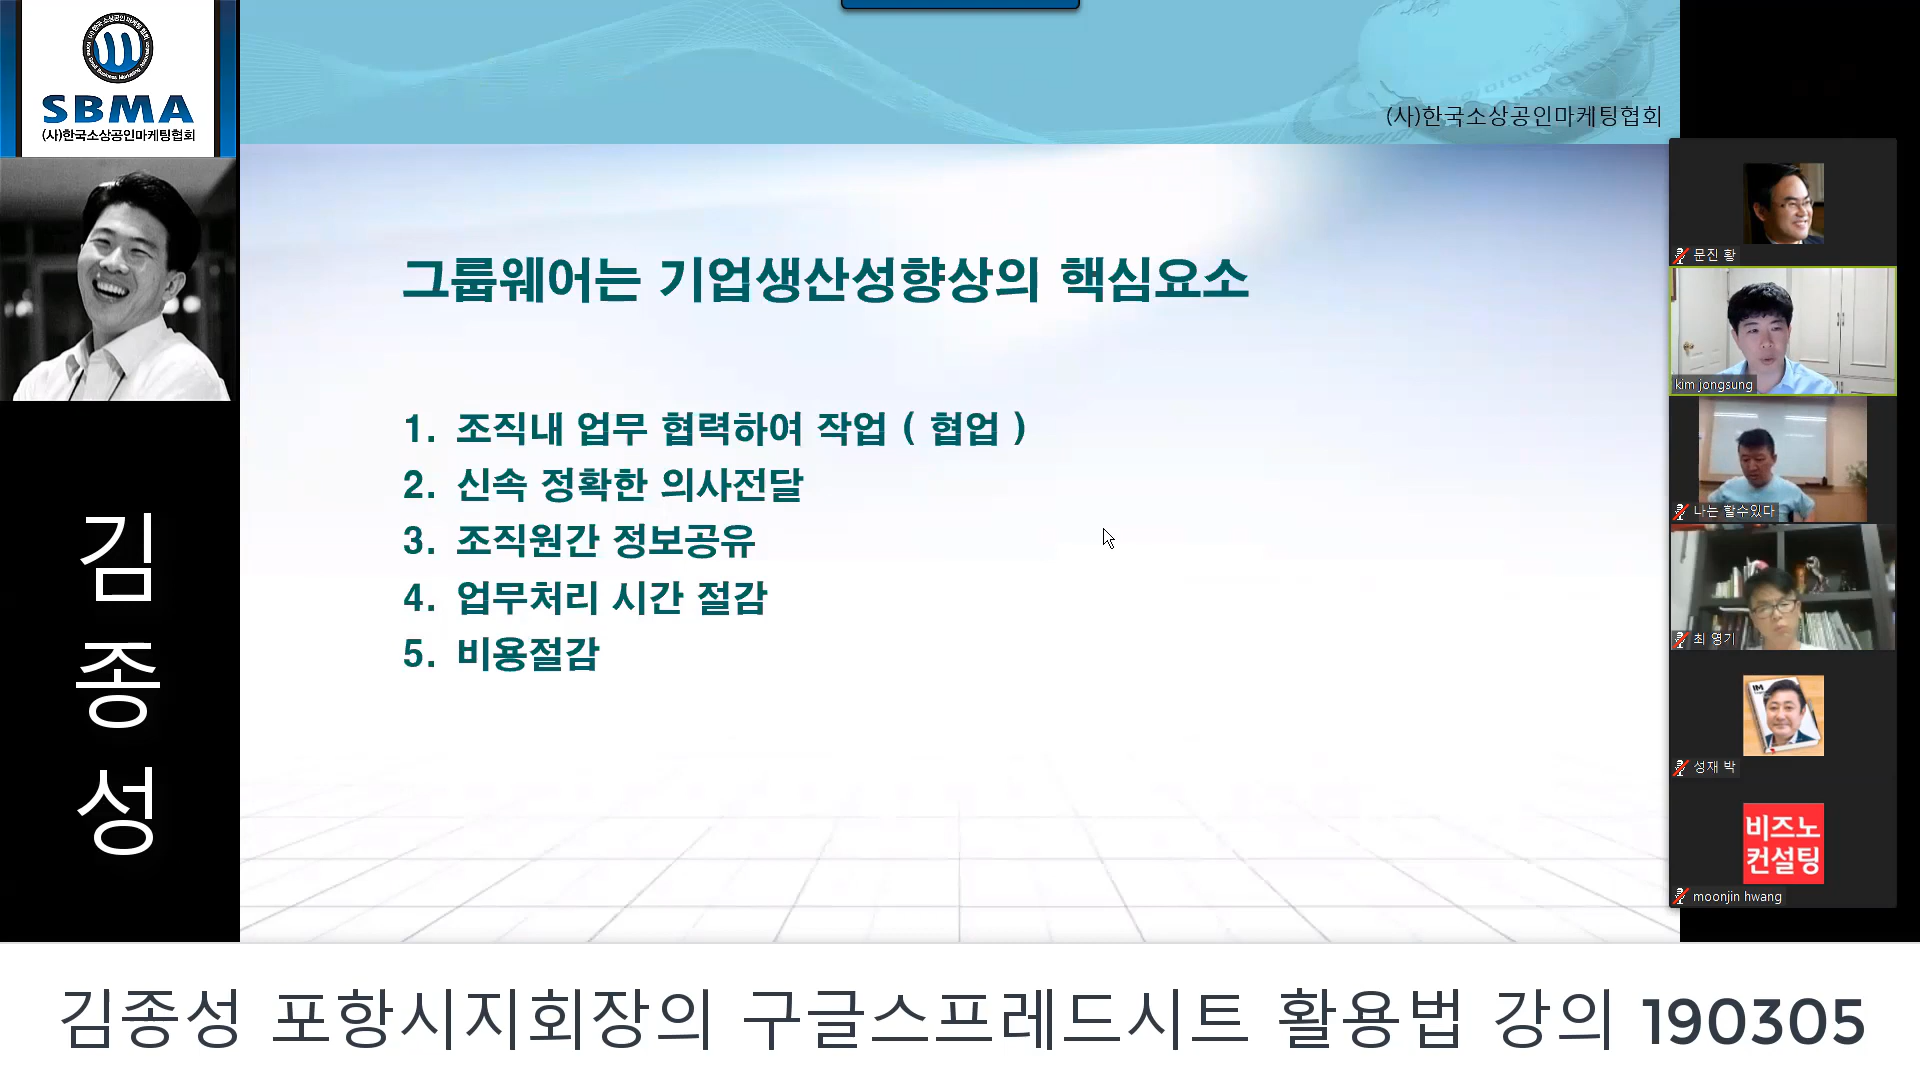 SBMA
(사)한국소상공인마케팅협회
김
종
성
(사)한국소상공인마케팅협회
그룹웨어는 기업생산성향상의 핵심요소
1. 조직내 업무 협력하여 작업 ( 협업 )
2. 신속 정확한 의사전달
3. 조직원간 정보공유
4. 업무처리 시간 절감
5. 비용절감
문진 황
kim jongsung
나는 할수있다
최 영기
IM
성재 박
비즈노
컨설팅
moonjin hwang
김종성 포항시지회장의 구글스프레드시트 활용법 강의 190305